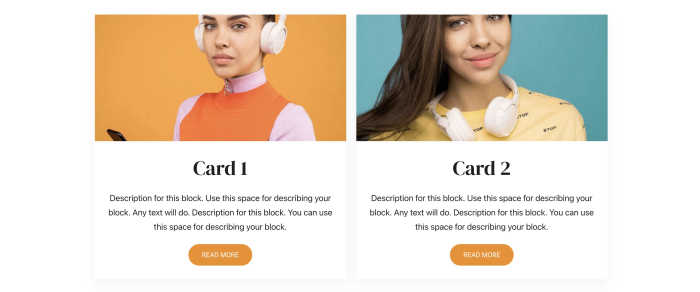 TOP
STOP
Card 1
Description for this block. Use this space for describing your
block. Any text will do. Description for this block. You can use
this space for describing your block.
READ MORE
Card 2
Description for this block. Use this space for describing your
block. Any text will do. Description for this block. You can use
this space for describing your block.
READ MORE